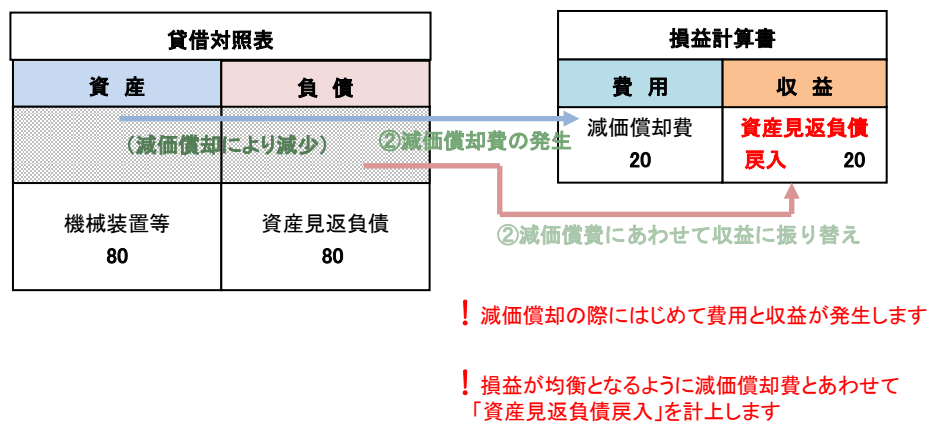 貸借対照表
資 産
負 債
(減価償却により減少)
機械装置等
80
資産見返負債
80
②減価償却費の発生
損益計算書
費 用
収 益
減価償却費
20
資産見返負債
戻入 20
②減価償費にあわせて収益に振り替え
! 減価償却の際にはじめて費用と収益が発生します
! 損益が均衡となるように減価償却費とあわせて
「資産見返負債戻入」を計上します